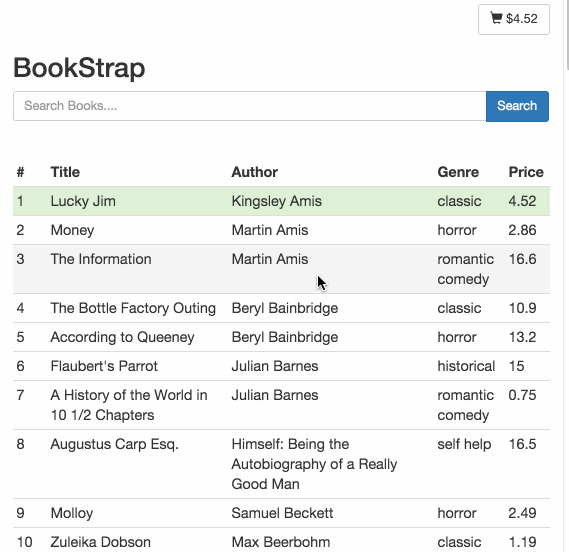 $4.52
BookStrap
Search Books....
Search
# Title Author Genre Price
1 Lucky Jim Kingsley Amis classic 4.52
2 Money Martin Amis horror 2.86
3 The Information Martin Amis romantic 16.6
comedy
4 The Bottle Factory Outing Beryl Bainbridge classic 10.9
5 According to Queeney Beryl Bainbridge horror 13.2
6 Flaubert's Parrot Julian Barnes historical 15
7 A History of the World in Julian Barnes romantic 0.75
10 1/2 Chapters comedy
8 Augustus Carp Esq. Himself: Being the self help 16.5
Autobiography of a Really
Good Man
9 Molloy Samuel Beckett horror 2.49
10 Zuleika Dobson Max Beerbohm classic 1.19